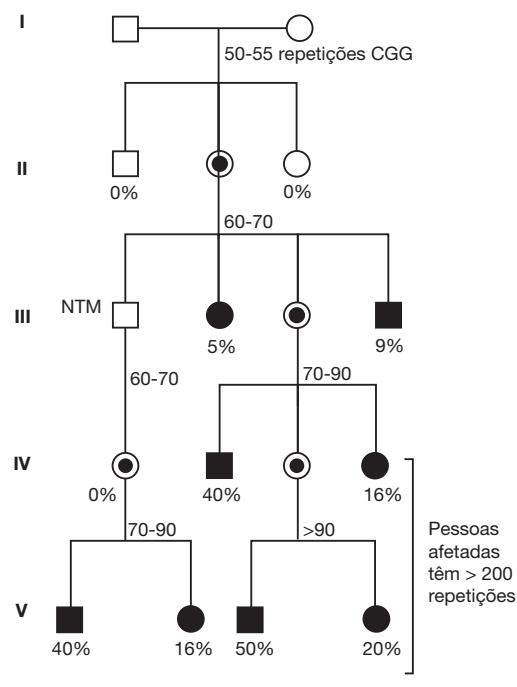 I
50-55 repetições CGG
II
0%
0%
60-70
NTM
III
5%
9%
60-70
70-90
IV
0%
40%
16%
70-90
>90
Pessoas
afetadas
têm > 200
repetições
V
40%
16%
50%
20%